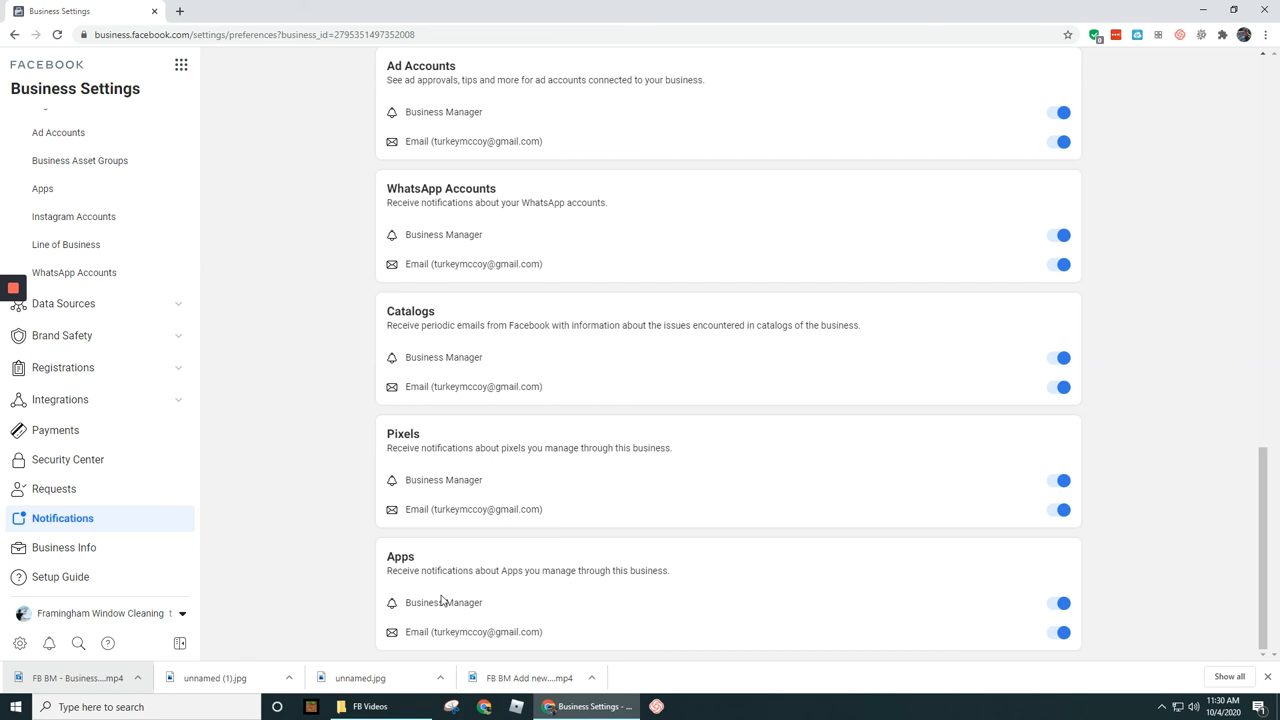 Business Settings
business.facebook.com/settings/preferences?business_id=2795351497352008
FACEBOOK
Business Settings
Ad Accounts
Business Asset Groups
Apps
Instagram Accounts
Line of Business
WhatsApp Accounts
Data Sources
Brand Safety
Registrations
Integrations
Payments
Security Center
Requests
Notifications
Business Info
Setup Guide
Framingham Window Cleaning t
Ad Accounts
See ad approvals, tips and more for ad accounts connected to your business.
Business Manager
Email (turkeymccoy@gmail.com)
WhatsApp Accounts
Receive notifications about your WhatsApp accounts.
Business Manager
Email (turkeymccoy@gmail.com)
Catalogs
Receive periodic emails from Facebook with information about the issues encountered in catalogs of the business.
Business Manager
Email (turkeymccoy@gmail.com)
Pixels
Receive notifications about pixels you manage through this business.
Business Manager
Email (turkeymccoy@gmail.com)
Apps
Receive notifications about Apps you manage through this business.
Business Manager
Email (turkeymccoy@gmail.com)
FB BM - Business....mp4
unnamed (1).jpg
unnamed.jpg
FB BM Add new....mp4
Show all
Type here to search
FB Videos
Business Settings - ...
11:30 AM
10/4/2020